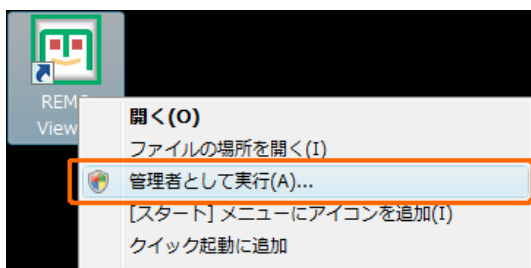 REMO
View
開く(O)
ファイルの場所を開く(I)
管理者として実行(A)...
[スタート] メニューにアイコンを追加(I)
クイック起動に追加